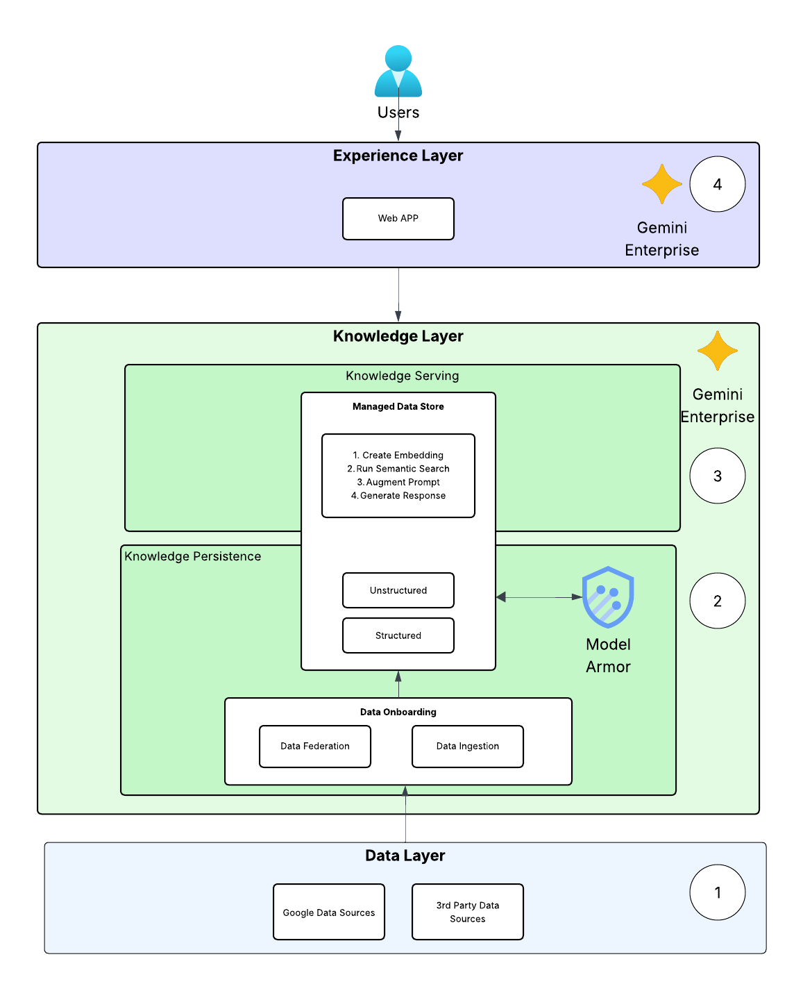 Users
Experience Layer
4
Gemini
Enterprise
Web APP
Knowledge Layer
Gemini
Enterprise
Knowledge Serving
Managed Data Store
1. Create Embedding
2. Run Semantic Search
3. Augment Prompt
4. Generate Response
3
Knowledge Persistence
Unstructured
Structured
Model
Armor
2
Data Onboarding
Data Federation
Data Ingestion
Data Layer
Google Data Sources
3rd Party Data
Sources
1